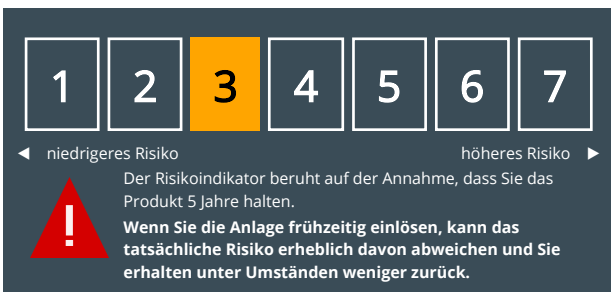 1 2 3 4 5 6 7
◀ niedrigeres Risiko höheres Risiko ▶
Der Risikoindikator beruht auf der Annahme, dass Sie das
Produkt 5 Jahre halten.
!
Wenn Sie die Anlage frühzeitig einlösen, kann das
tatsächliche Risiko erheblich davon abweichen und Sie
erhalten unter Umständen weniger zurück.